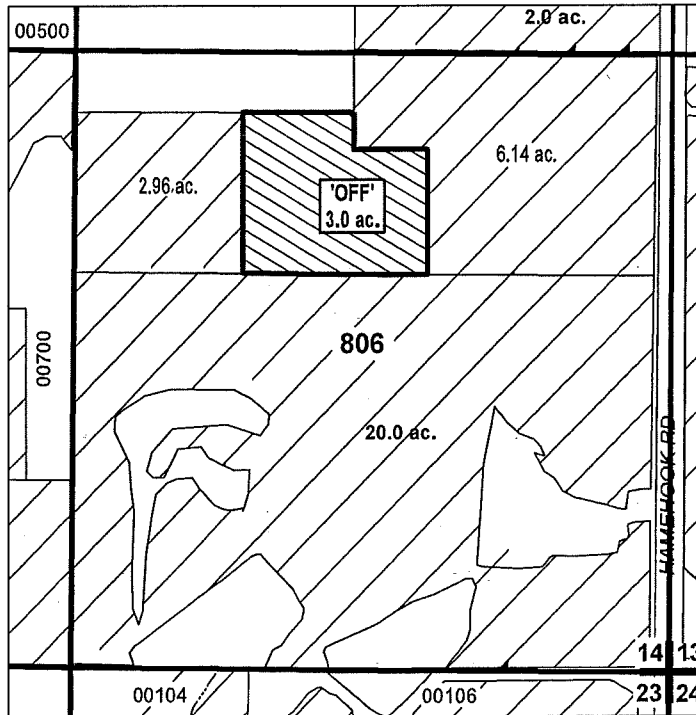 2.0 ac.
00500
6.14 ac.
2.96 ac.
'OFF'
3.0 ac.
806
00700
20.0 ac.
HAMEHOOK RD
14 13
23 24
00104
00106